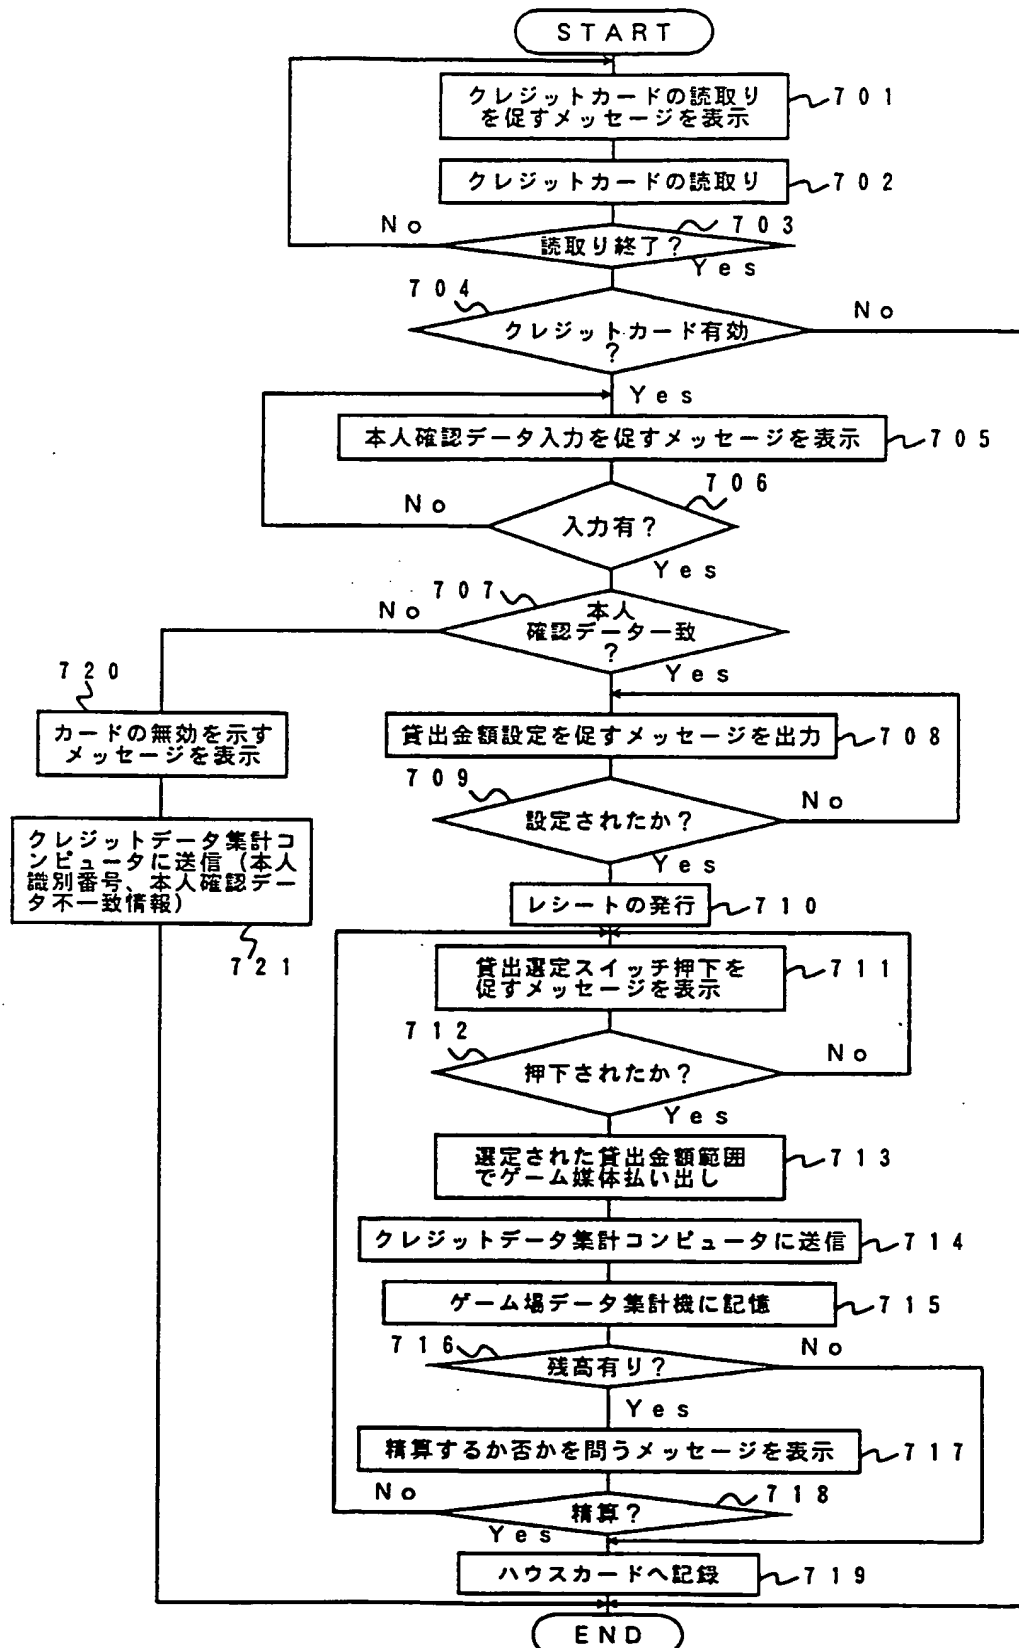 START
クレジットカードの読取り
を促すメッセージを表示
701
クレジットカードの読取り
702
No
703
読取り終了?
Yes
704
No
クレジットカード有効
?
Yes
本人確認データ入力を促すメッセージを表示
705
706
No
入力有?
Yes
707
No
本人
確認データ一致
?
Yes
720
カードの無効を示す
メッセージを表示
貸出金額設定を促すメッセージを出力
708
709
No
設定されたか?
Yes
クレジットデータ集計コ
ンピュータに送信(本人
識別番号、本人確認デー
タ不一致情報)
721
レシートの発行
710
貸出選定スイッチ押下を
促すメッセージを表示
711
712
No
押下されたか?
Yes
選定された貸出金額範囲
でゲーム媒体払い出し
713
クレジットデータ集計コンピュータに送信
714
ゲーム場データ集計機に記憶
715
716
No
残高有り?
Yes
精算するか否かを問うメッセージを表示
717
No
718
精算?
Yes
ハウスカードへ記録
719
END